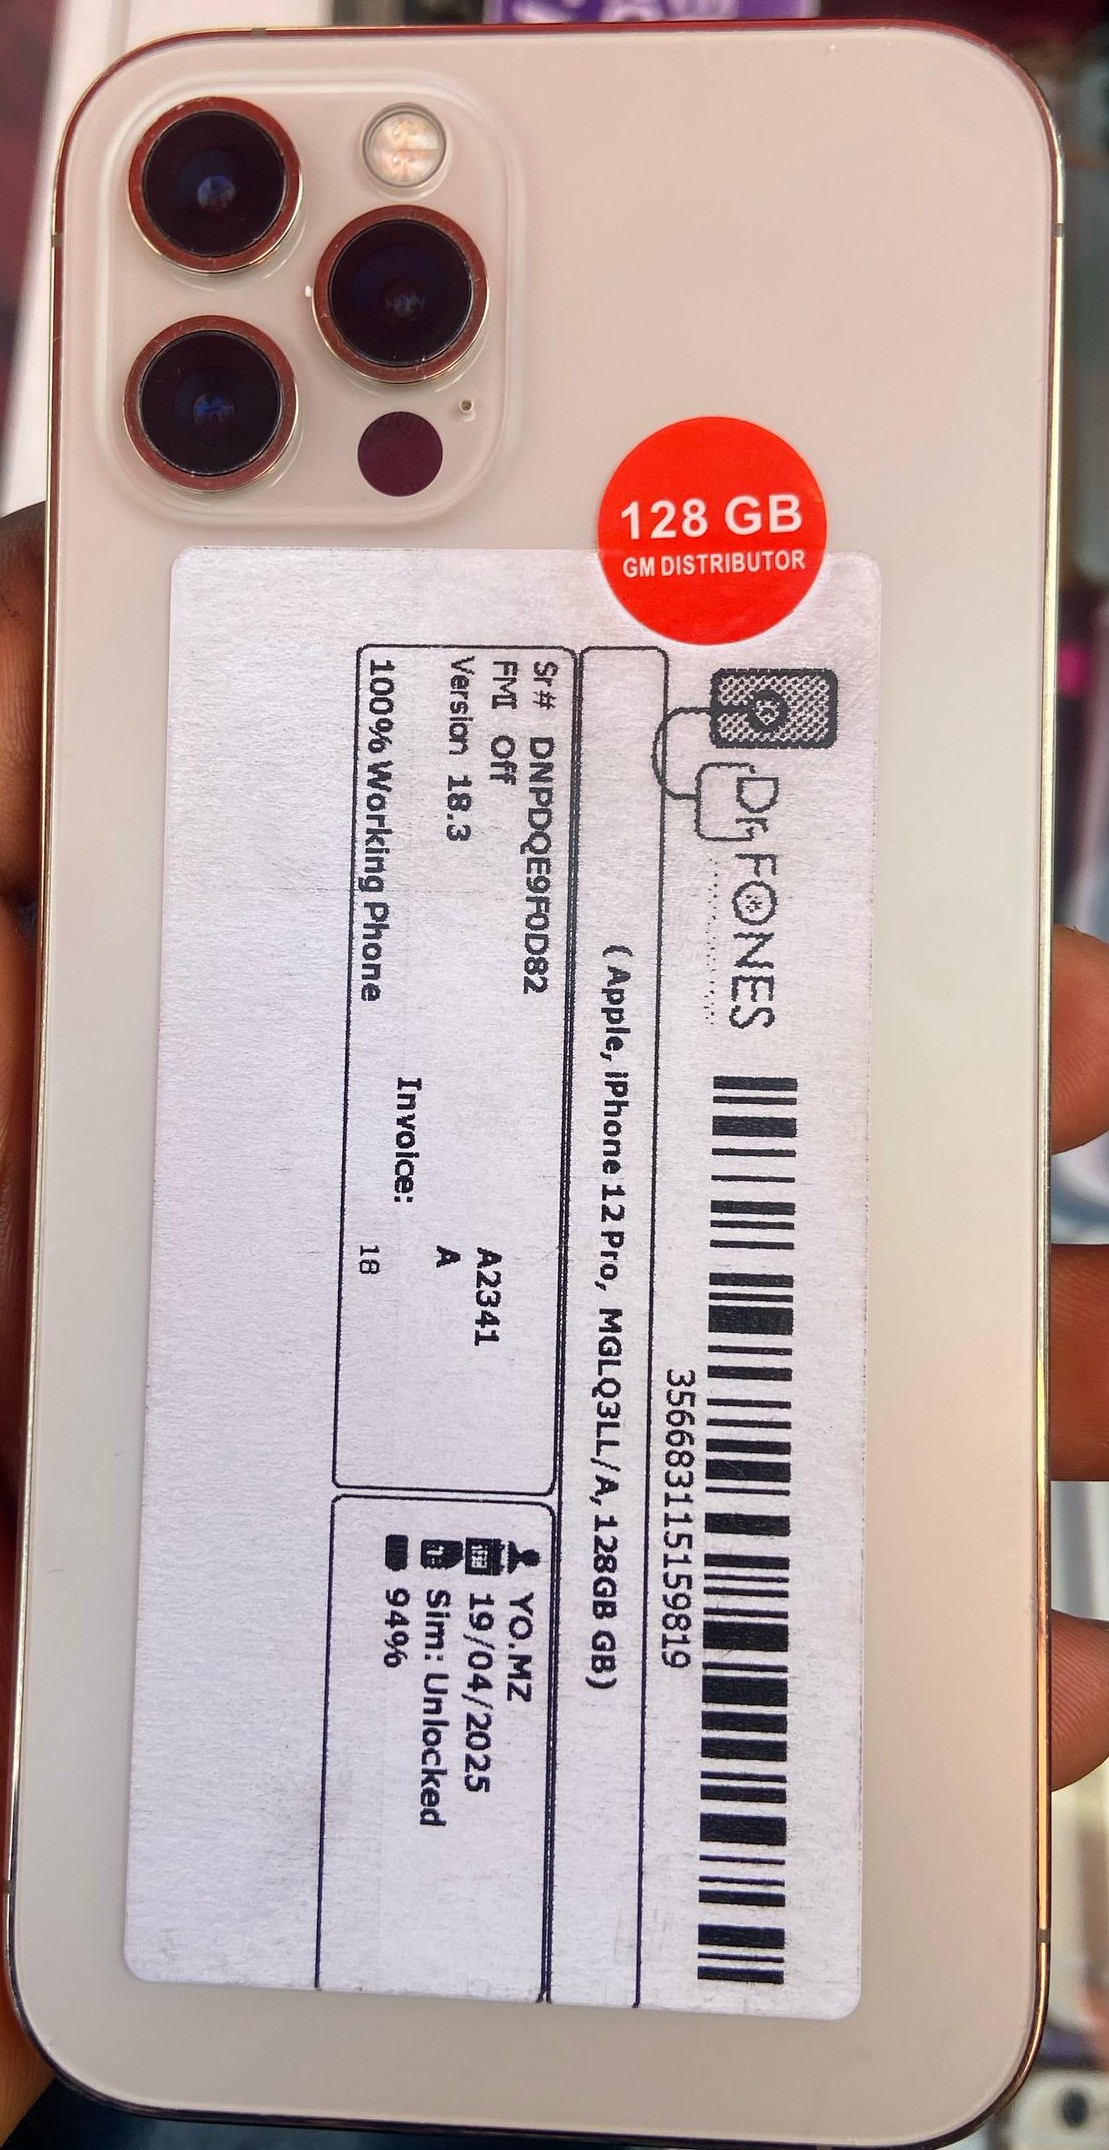 128 GB
GM DISTRIBUTOR
Dr FONES
356683115159819
( Apple, iPhone 12 Pro, MGLQ3LL/A, 128GB GB)
Sr# DNPDQE9F0D82
FMI Off
A2341
Version 18.3
A
Invoice:
100% Working Phone
18
YO.MZ
19/04/2025
Sim: Unlocked
94%